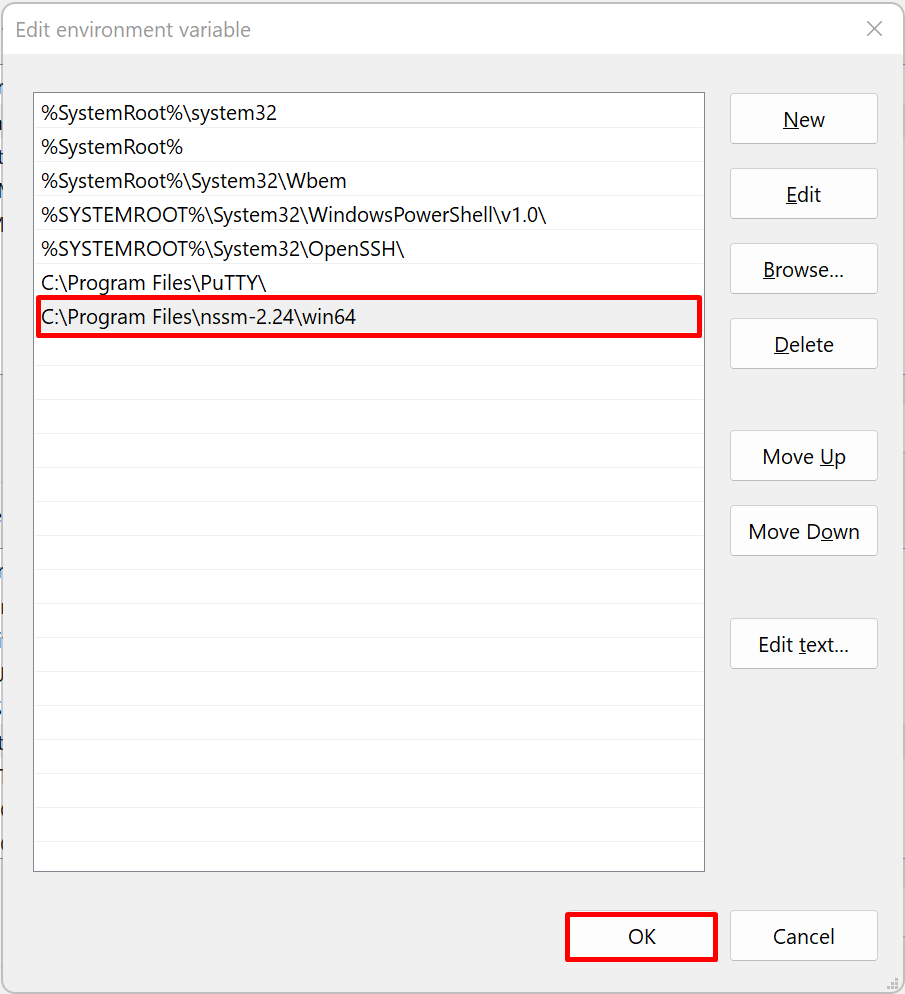 Edit environment variable
%SystemRoot%\system32
%SystemRoot%
%SystemRoot%\System32\Wbem
%SYSTEMROOT%\System32\WindowsPowerShell\v1.0\
%SYSTEMROOT%\System32\OpenSSH\
C:\Program Files\PuTTY\
C:\Program Files\nssm-2.24\win64
New
Edit
Browse...
Delete
Move Up
Move Down
Edit text...
OK
Cancel